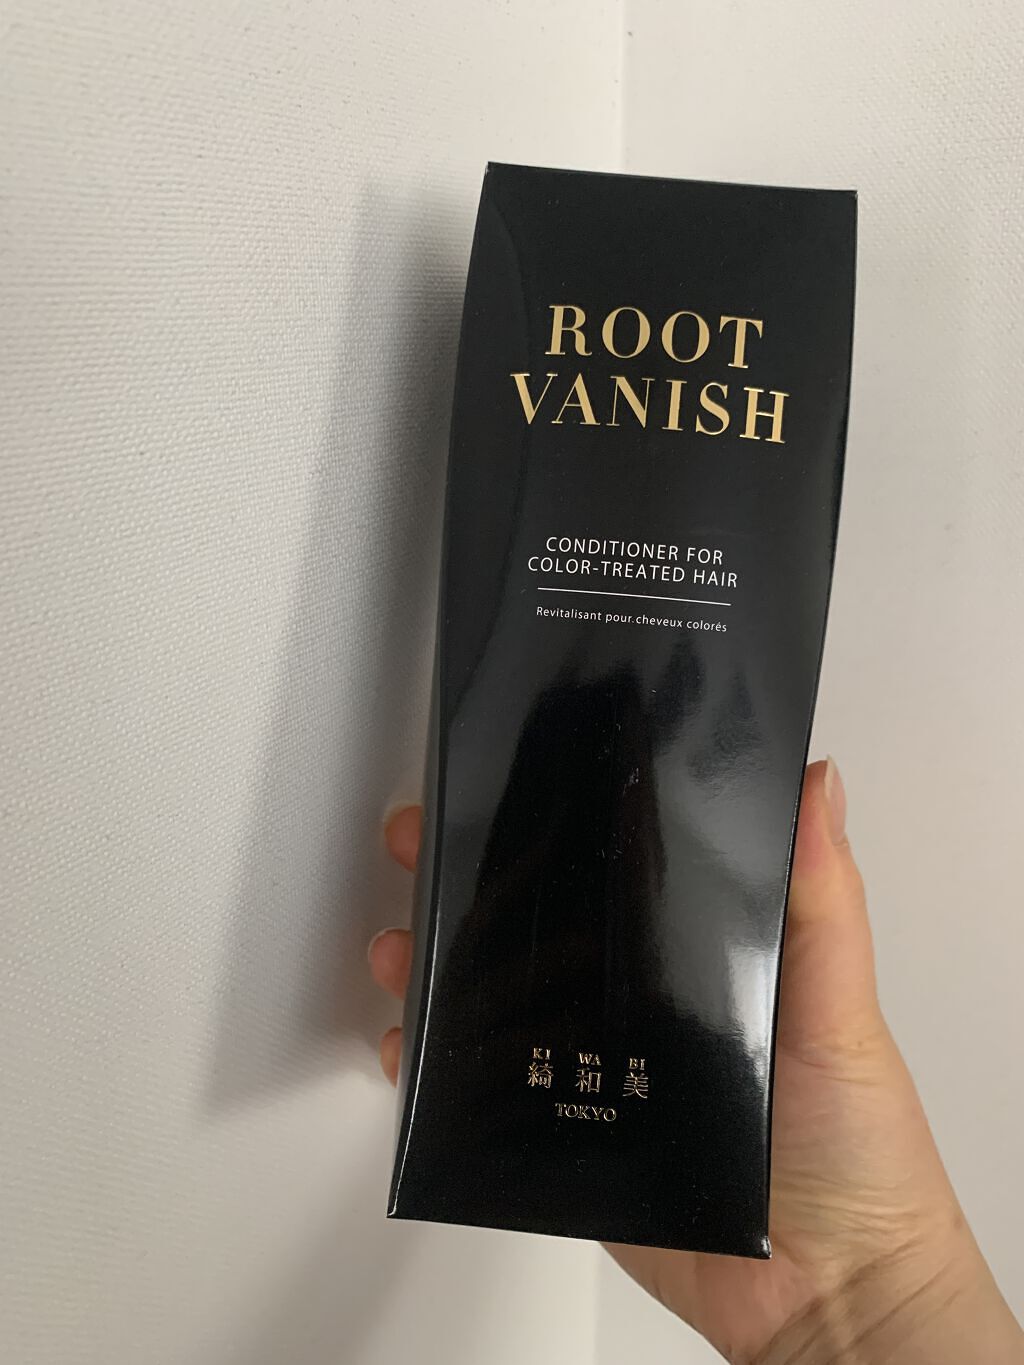 ROOT
VANISH
CONDITIONER FOR
COLOR-TREATED HAIR
Revitalisant pour cheveux colorés
KI WA BI
綺和美
TOKYO